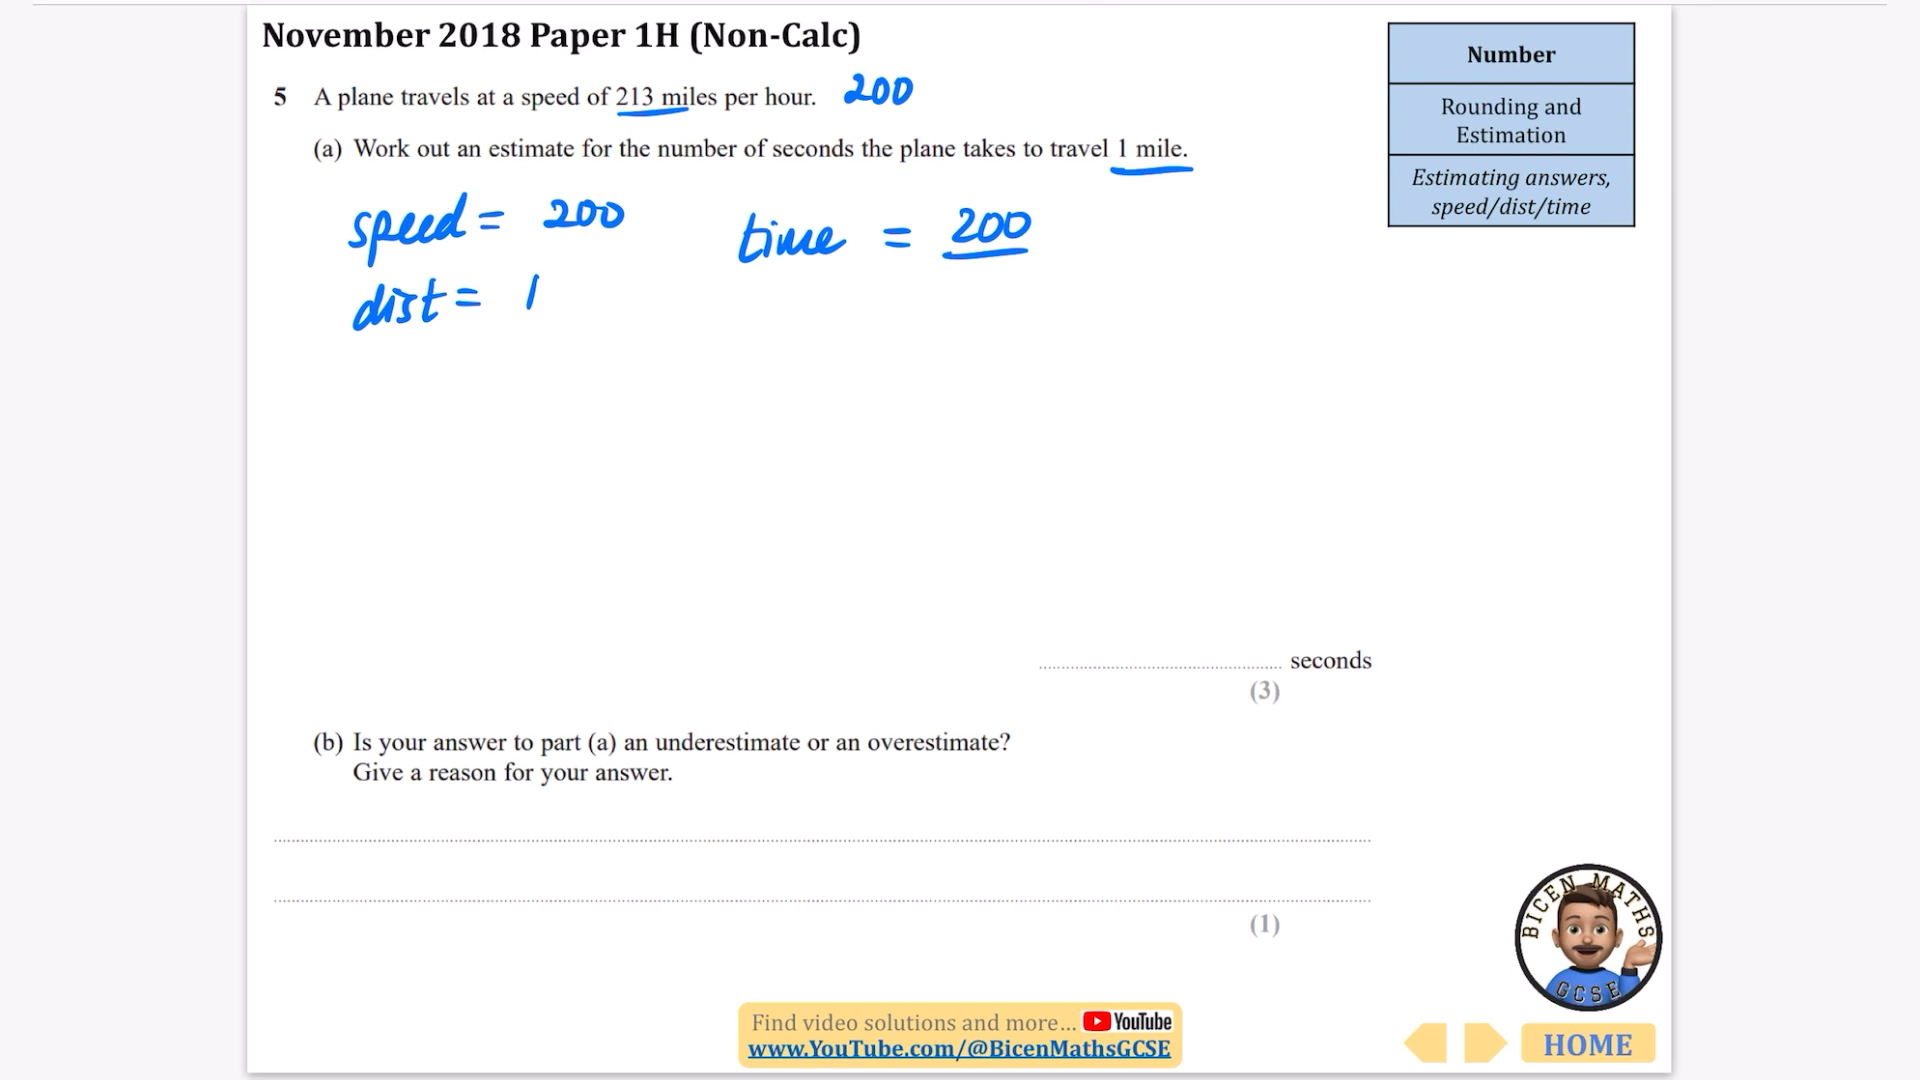 November 2018 Paper 1H (Non-Calc)
Number
Rounding and
Estimation
Estimating answers,
speed/dist/time
5 A plane travels at a speed of 213 miles per hour. 200
(a) Work out an estimate for the number of seconds the plane takes to travel 1 mile.
speed = 200
time = 200
dist = 1
seconds
(3)
(b) Is your answer to part (a) an underestimate or an overestimate?
Give a reason for your answer.
(1)
BICEN MATHS
GCSE
Find video solutions and more... YouTube
www.YouTube.com/@BicenMathsGCSE
HOME